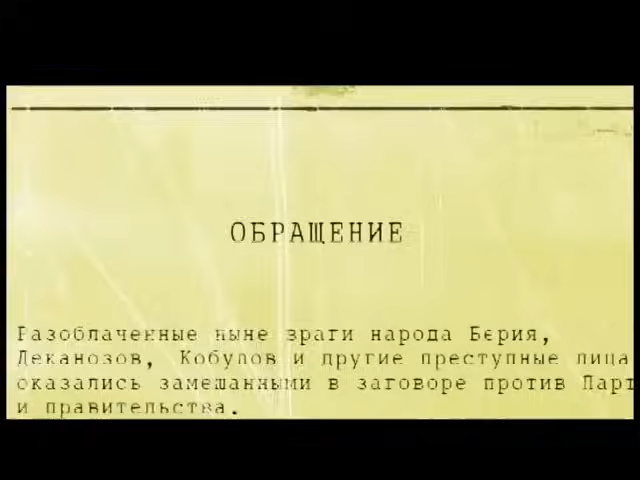 ОБРАЩЕНИЕ
Разоблаченные ныне враги народа Берия,
Деканозов, Кобулов и другие преступные лица
оказались замешанными в заговоре против Парт
и правительства.